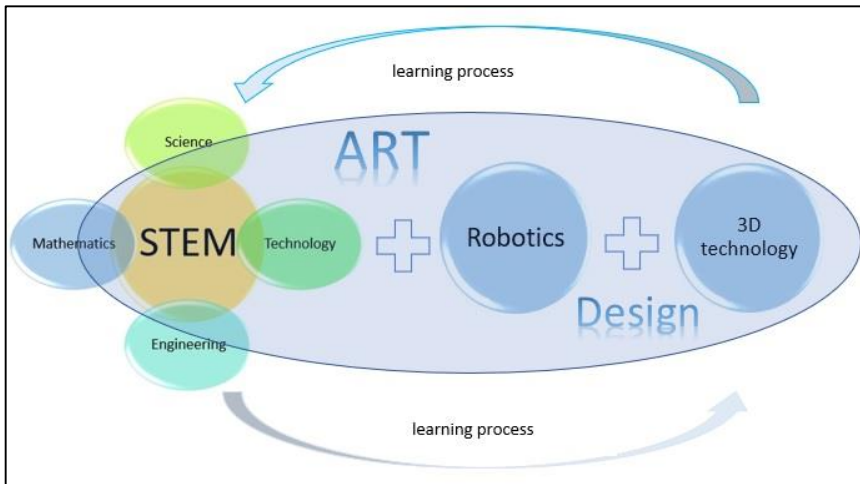 learning process
ART
Science
Mathematics
STEM
Technology
Robotics
3D
technology
Design
Engineering
learning process